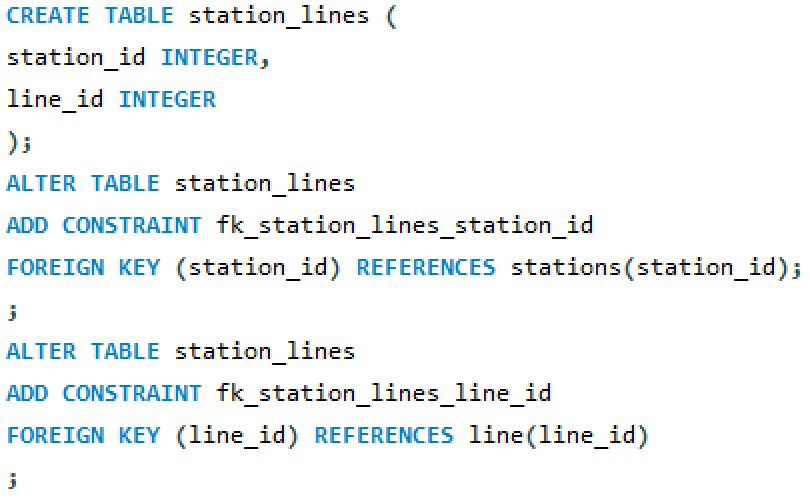 CREATE TABLE station_lines (
station_id INTEGER,
line_id INTEGER
);
ALTER TABLE station_lines
ADD CONSTRAINT fk_station_lines_station_id
FOREIGN KEY (station_id) REFERENCES stations(station_id);
;
ALTER TABLE station_lines
ADD CONSTRAINT fk_station_lines_line_id
FOREIGN KEY (line_id) REFERENCES line(line_id)
;